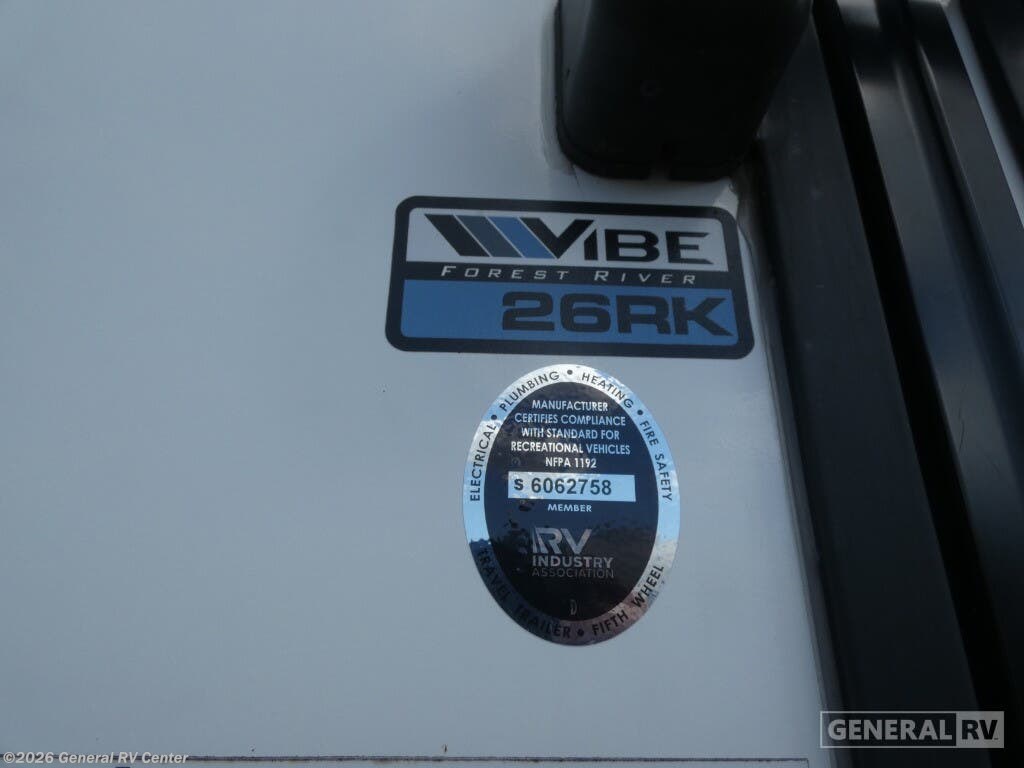 VIBE
FOREST RIVER
26RK
ELECTRICAL • PLUMBING • HEATING • FIRE SAFETY
MANUFACTURER
CERTIFIES COMPLIANCE
WITH STANDARD FOR
RECREATIONAL VEHICLES
NFPA 1192
S 6062758
MEMBER
RV
INDUSTRY
ASSOCIATION
D
TRAVEL TRAILER • FIFTH WHEEL
GENERAL RV
©2026 General RV Center